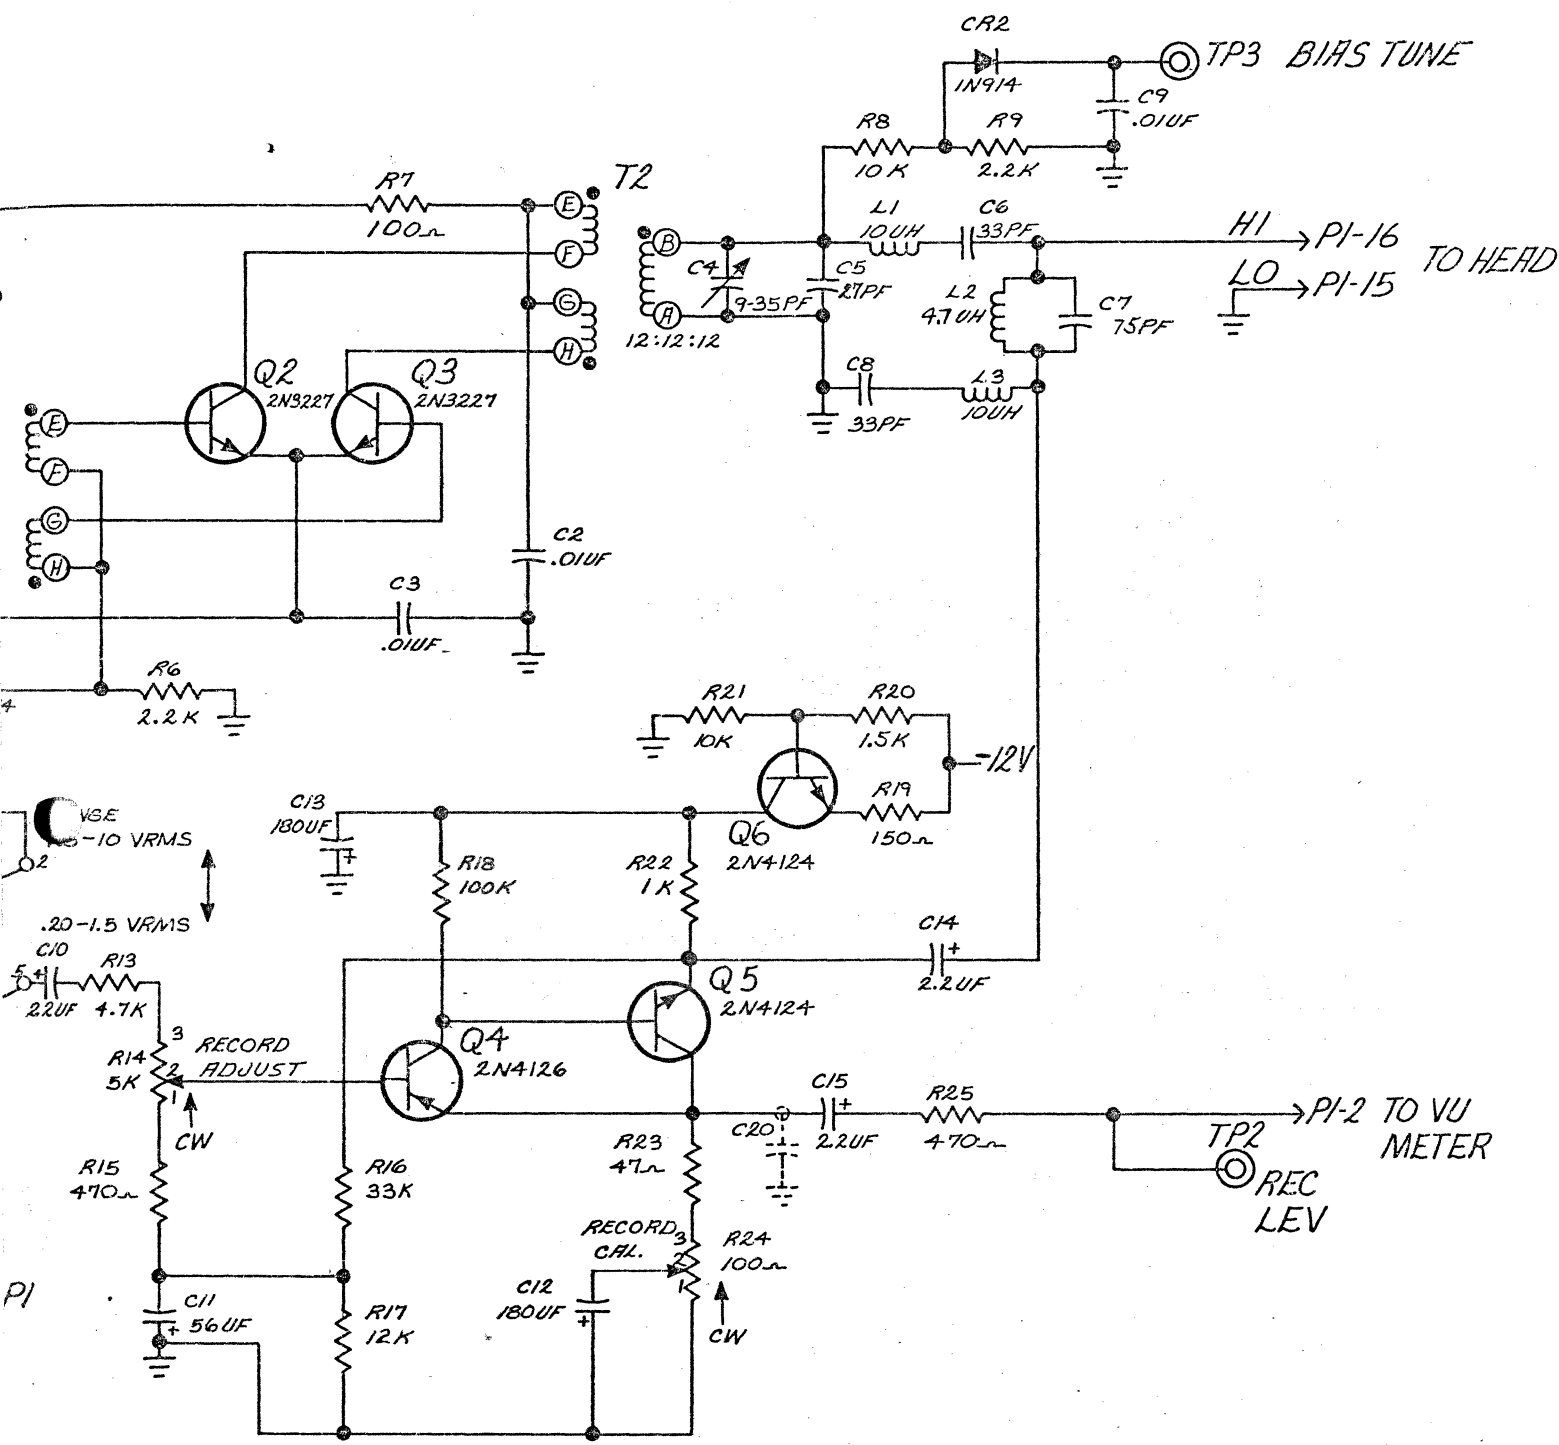 CR2
1N914
TP3 BIAS TUNE
C9
.01UF
R8
10K
R9
2.2K
T2
R7
100Ω
E
F
G
H
B
A
12:12:12
C4
9-35PF
C5
27PF
L1
10UH
C6
33PF
HI
P1-16
LO
P1-15
TO HEAD
L2
4.7UH
C7
75PF
C8
33PF
L3
10UH
Q2
2N3227
Q3
2N3227
E
F
G
H
C2
.01UF
C3
.01UF
R6
2.2K
4
R21
10K
R20
1.5K
-12V
R19
150Ω
Q6
2N4124
C13
180UF
+
R18
100K
R22
1K
-10 VRMS
2
.20-1.5 VRMS
C10
5
+
22UF
R13
4.7K
C14
+
2.2UF
Q5
2N4124
Q4
2N4126
R14
5K
3
2
1
RECORD
ADJUST
CW
C15
+
22UF
R25
470Ω
P1-2 TO VU
METER
TP2
REC
LEV
C20
R23
47Ω
R15
470Ω
R16
33K
RECORD
CAL.
3
2
1
R24
100Ω
CW
C12
180UF
+
P1
C11
+
56UF
R17
12K